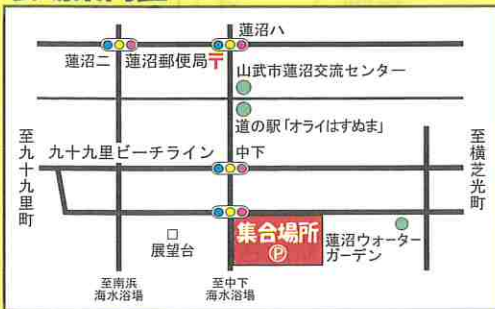 蓮沼ハ
蓮沼ニ
蓮沼郵便局〒
山武市蓮沼交流センター
道の駅「オライはすぬま」
至九十九里町
九十九里ビーチライン
中下
至横芝光町
集合場所
Ⓟ
蓮沼ウォーター
ガーデン
展望台
至南浜
海水浴場
至中下
海水浴場